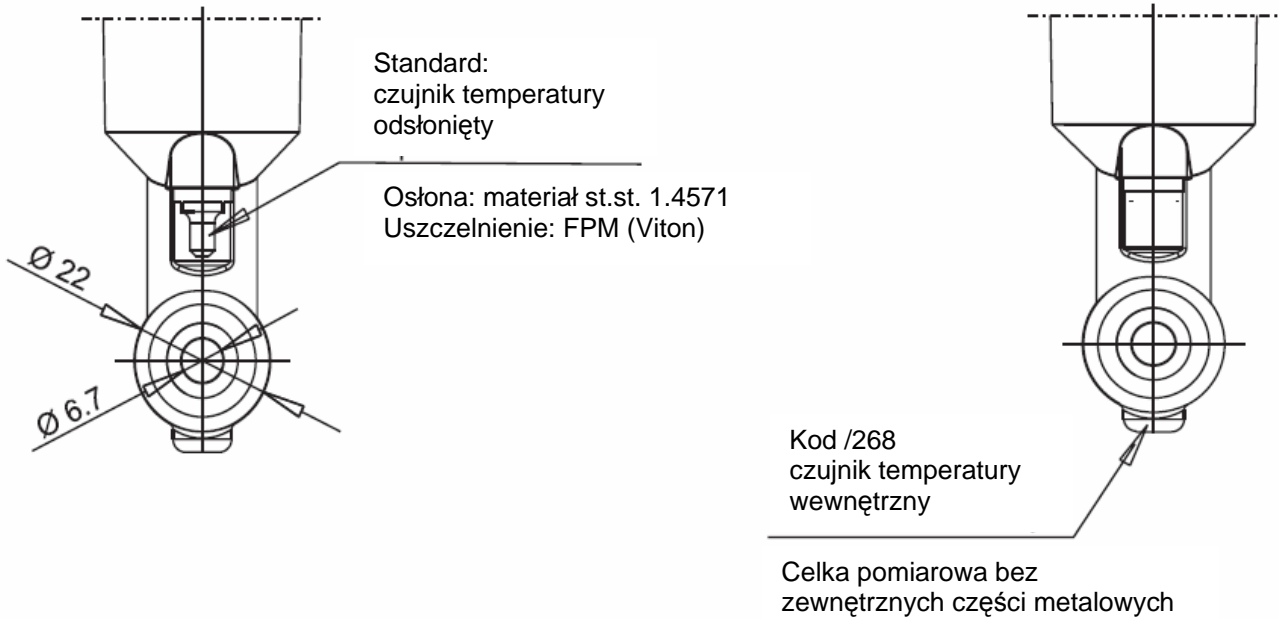 Standard:
czujnik temperatury
odsłonięty
Osłona: materiał st.st. 1.4571
Uszczelnienie: FPM (Viton)
Ø 22
Ø 6.7
Kod /268
czujnik temperatury
wewnętrzny
Celka pomiarowa bez
zewnętrznych części metalowych